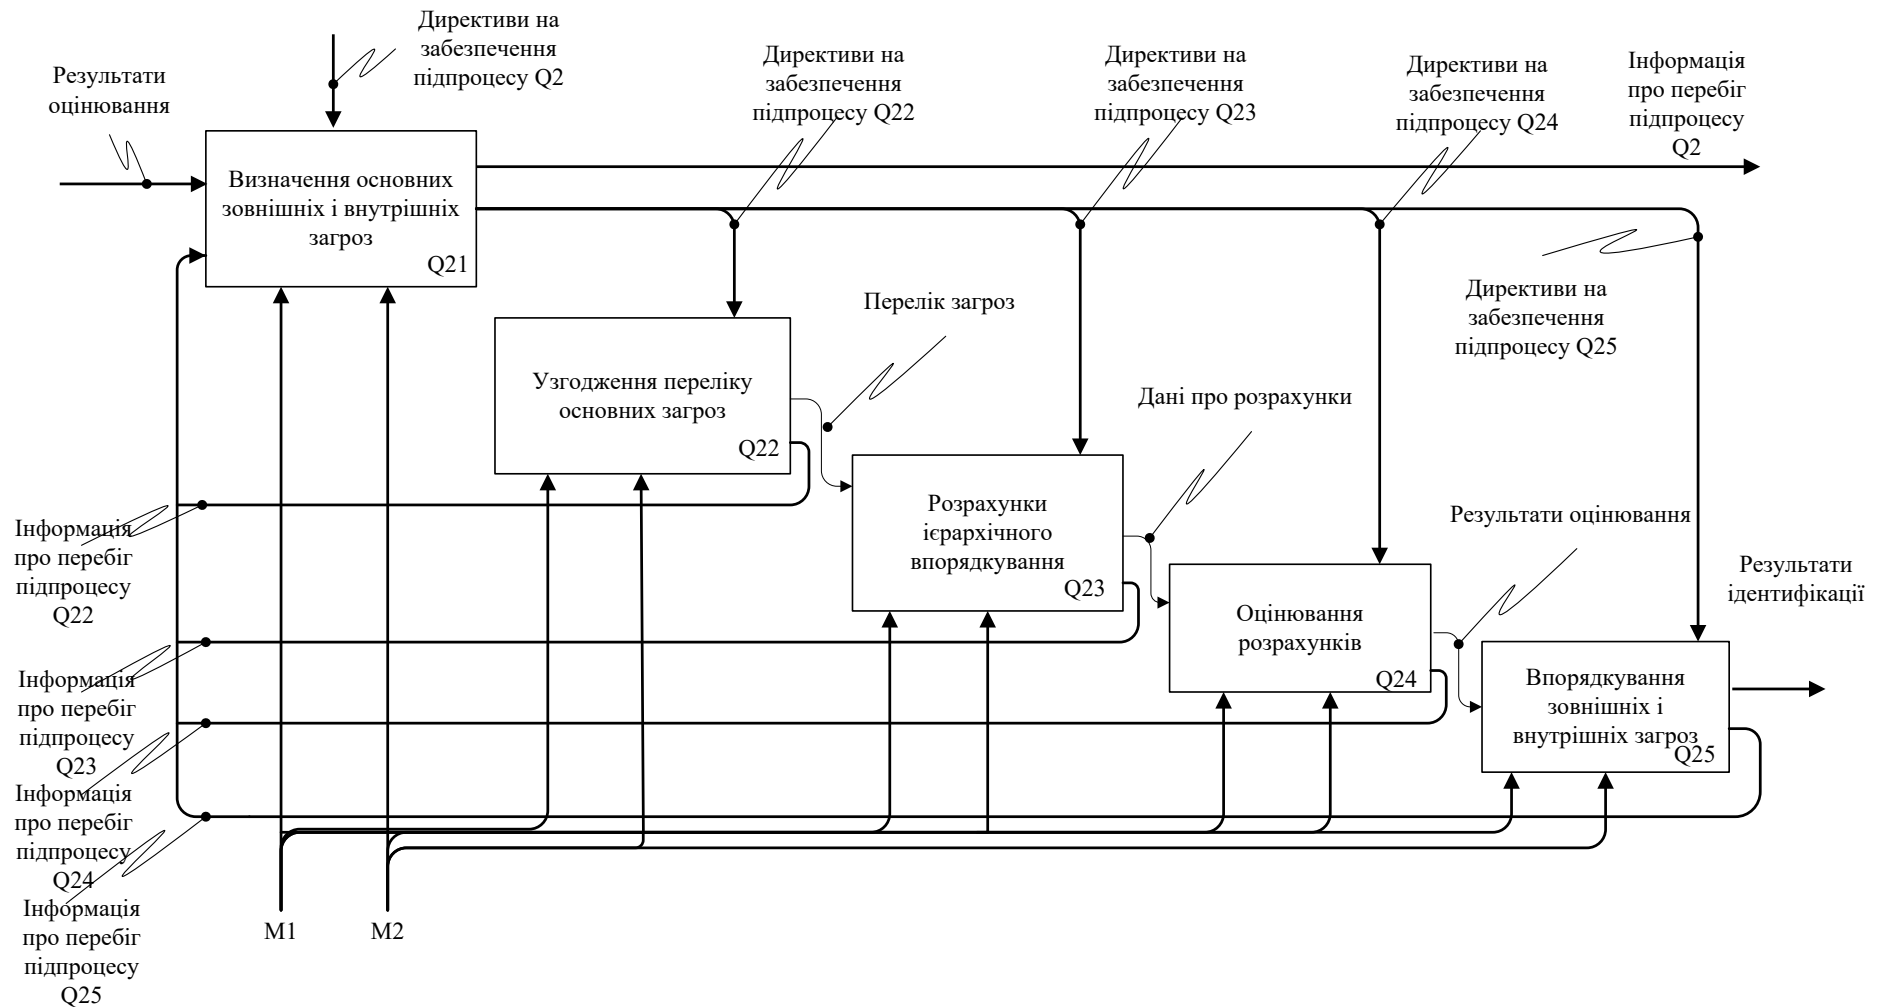 Директиви на
забезпечення
підпроцесу Q2
Результати
оцінювання
Директиви на
забезпечення
підпроцесу Q22
Директиви на
забезпечення
підпроцесу Q23
Директиви на
забезпечення
підпроцесу Q24
Інформація
про перебіг
підпроцесу
Q2
Визначення основних
зовнішніх і внутрішніх
загроз
Q21
Директиви на
забезпечення
підпроцесу Q25
Перелік загроз
Узгодження переліку
основних загроз
Q22
Дані про розрахунки
Розрахунки
ієрархічного
впорядкування
Q23
Результати оцінювання
Оцінювання
розрахунків
Q24
Результати
ідентифікації
Впорядкування
зовнішніх і
внутрішніх загроз
Q25
Інформація
про перебіг
підпроцесу
Q22
Інформація
про перебіг
підпроцесу
Q23
Інформація
про перебіг
підпроцесу
Q24
Інформація
про перебіг
підпроцесу
Q25
М1
М2